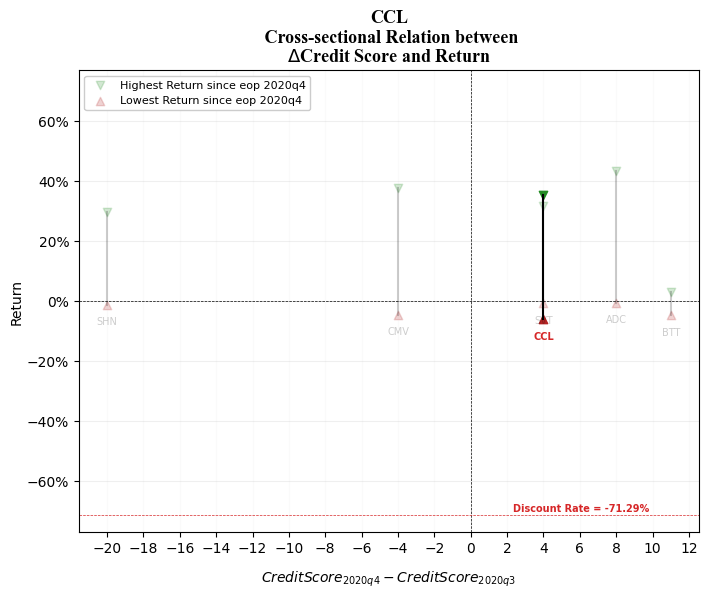 CCL
Cross-sectional Relation between
ΔCredit Score and Return
Highest Return since eop 2020q4
Lowest Return since eop 2020q4
60%
40%
20%
0%
−20%
−40%
−60%
Return
SHN
CMV
CCL
ADC
BTT
Discount Rate = -71.29%
−20 −18 −16 −14 −12 −10 −8 −6 −4 −2 0 2 4 6 8 10 12
CreditScore2020q4 − CreditScore2020q3